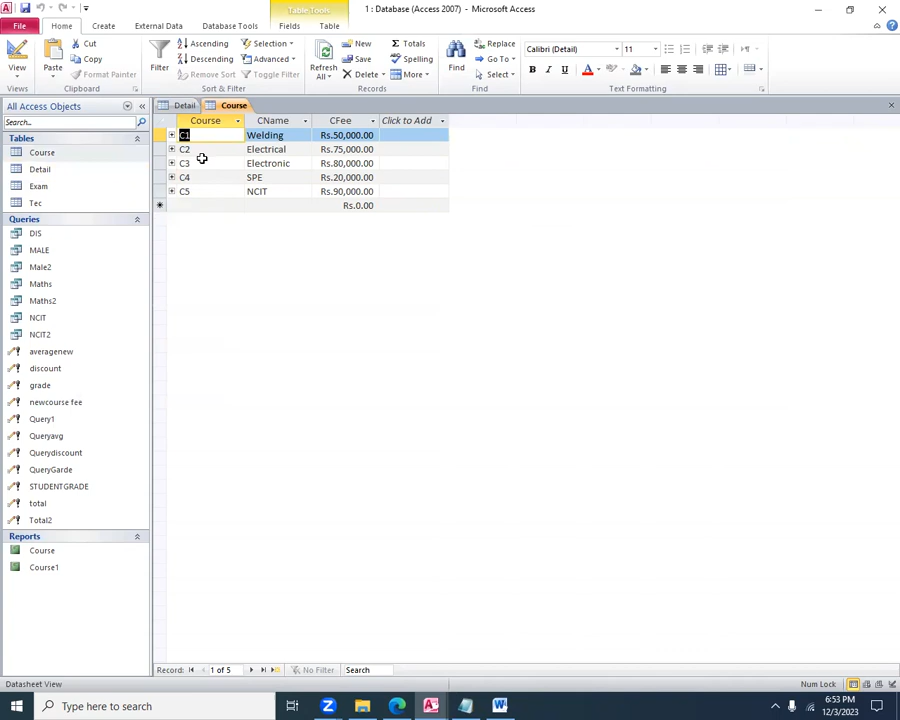 Table Tools
1 : Database (Access 2007) - Microsoft Access
File Home Create External Data Database Tools Fields Table
View
Views
Paste
Cut
Copy
Format Painter
Clipboard
Filter
Ascending
Descending
Remove Sort
Selection
Advanced
Toggle Filter
Sort & Filter
Refresh All
New
Save
Delete
Totals
Spelling
More
Records
Find
Replace
Go To
Select
Find
Calibri (Detail) 11
B I U A
Text Formatting
All Access Objects
Search...
Tables
Course
Detail
Exam
Tec
Queries
DIS
MALE
Male2
Maths
Maths2
NCIT
NCIT2
averagenew
discount
grade
newcourse fee
Query1
Queryavg
Querydiscount
QueryGarde
STUDENTGRADE
total
Total2
Reports
Course
Course1
Detail Course
Course CName CFee Click to Add
C1 Welding Rs.50,000.00
C2 Electrical Rs.75,000.00
C3 Electronic Rs.80,000.00
C4 SPE Rs.20,000.00
C5 NCIT Rs.90,000.00
Rs.0.00
Record: 1 of 5 No Filter Search
Datasheet View Num Lock
Type here to search
6:53 PM
12/3/2023